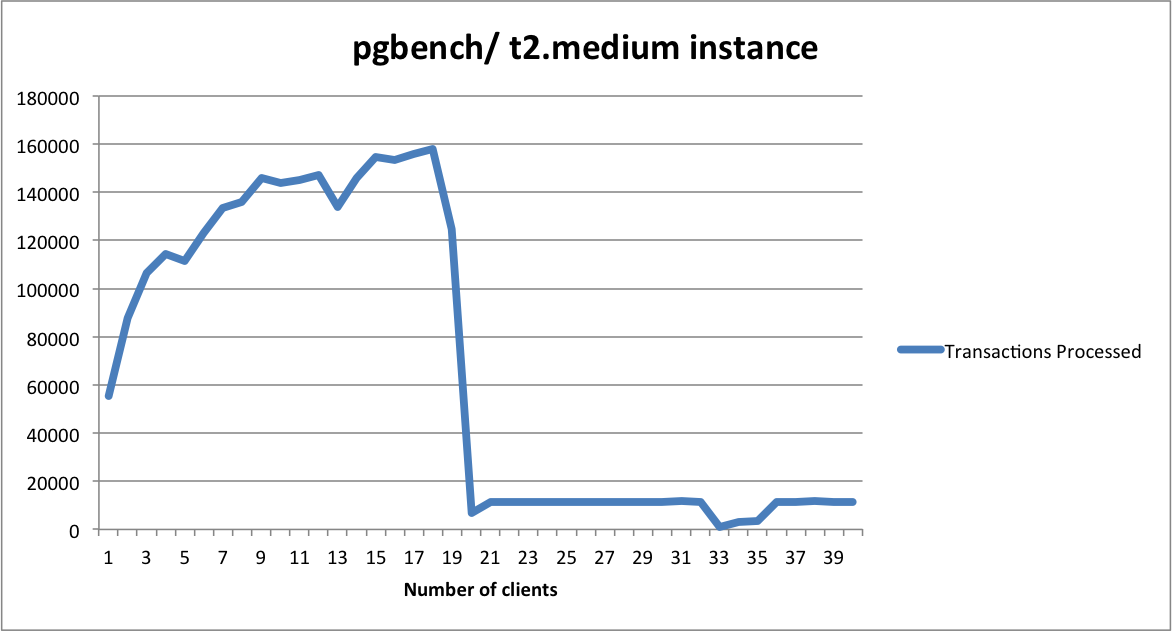 pgbench/ t2.medium instance
180000
160000
140000
120000
100000
80000
60000
40000
20000
0
1 3 5 7 9 11 13 15 17 19 21 23 25 27 29 31 33 35 37 39
Number of clients
Transactions Processed